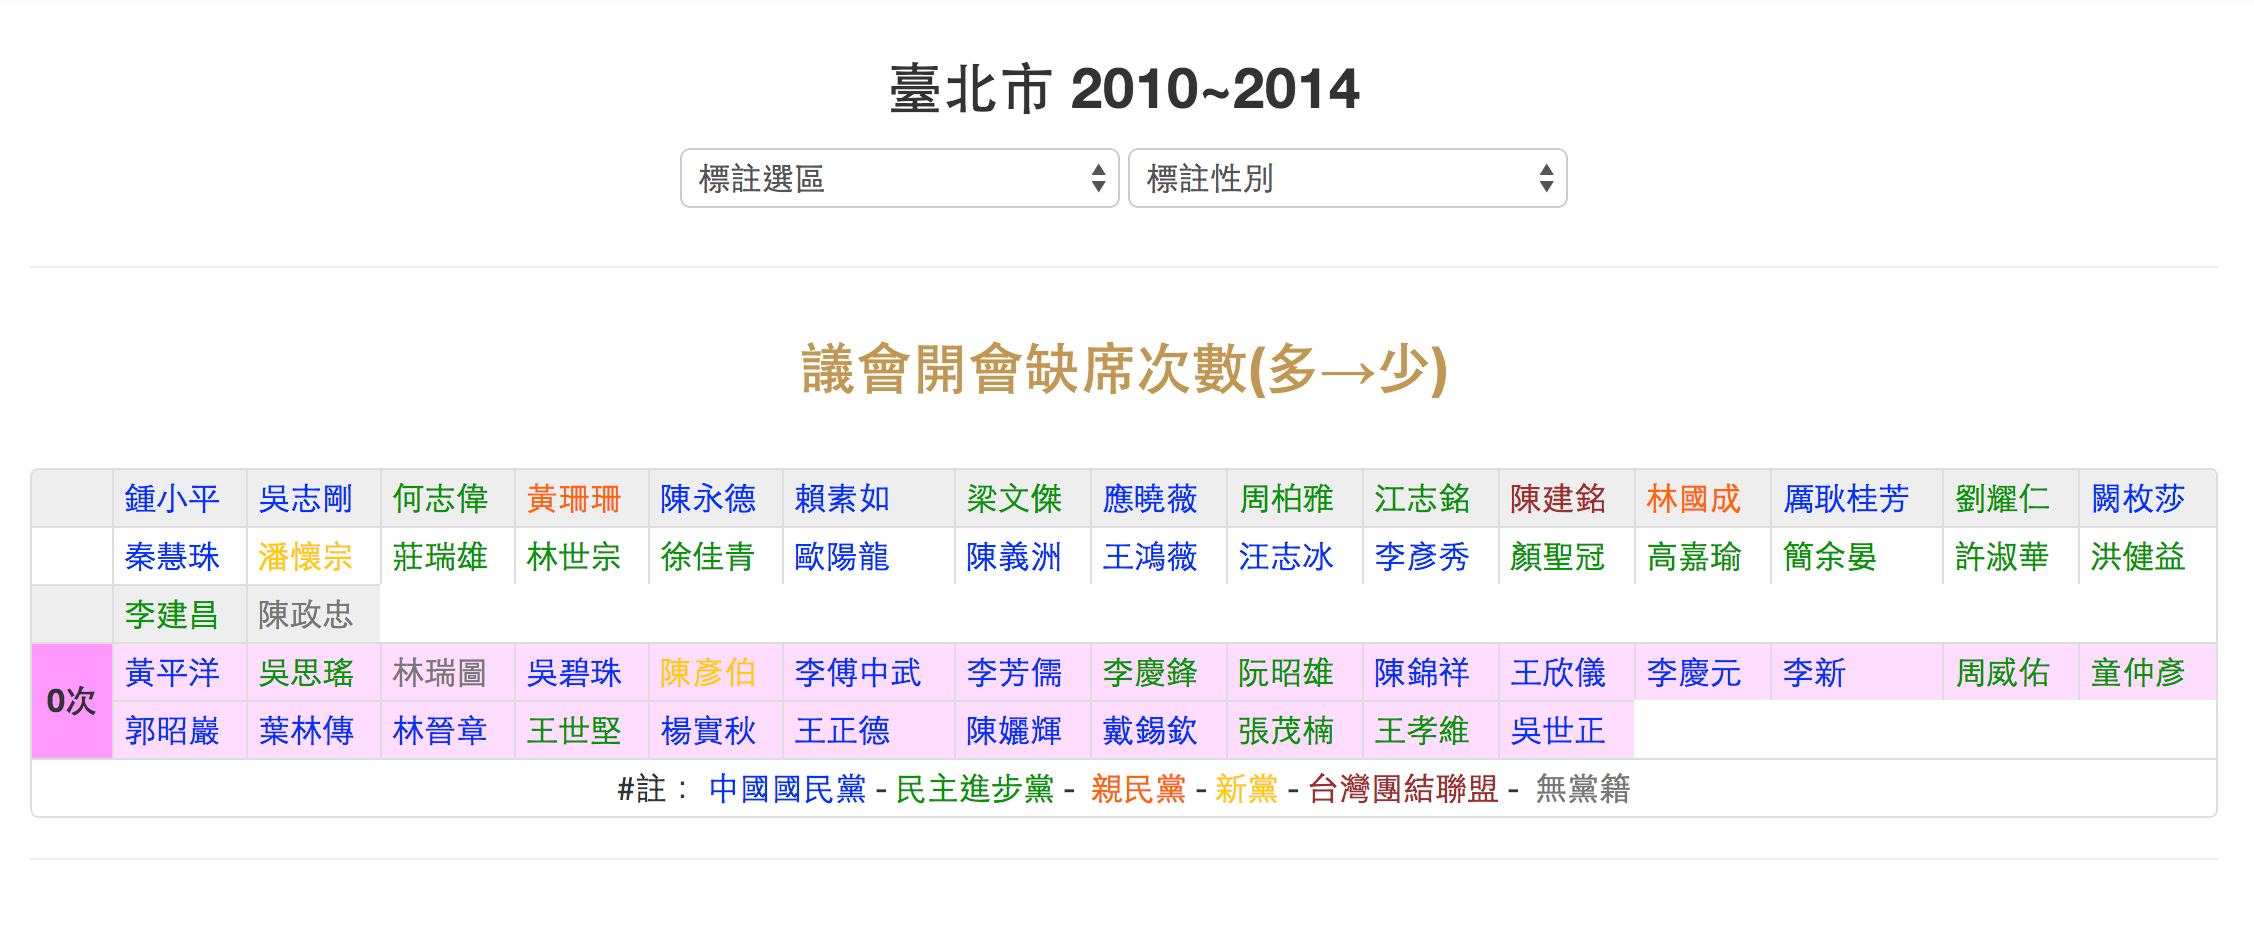 臺北市 2010~2014
標註選區 標註性別
議會開會缺席次數(多→少)
鍾小平 吳志剛 何志偉 黃珊珊 陳永德 賴素如 梁文傑 應曉薇 周柏雅 江志銘 陳建銘 林國成 厲耿桂芳 劉耀仁 闕枚莎
秦慧珠 潘懷宗 莊瑞雄 林世宗 徐佳青 歐陽龍 陳義洲 王鴻薇 汪志冰 李彥秀 顏聖冠 高嘉瑜 簡余晏 許淑華 洪健益
李建昌 陳政忠
0次 黃平洋 吳思瑤 林瑞圖 吳碧珠 陳彥伯 李傅中武 李芳儒 李慶鋒 阮昭雄 陳錦祥 王欣儀 李慶元 李新 周威佑 童仲彥
郭昭巖 葉林傳 林晉章 王世堅 楊實秋 王正德 陳孋輝 戴錫欽 張茂楠 王孝維 吳世正
#註： 中國國民黨 - 民主進步黨 - 親民黨 - 新黨 - 台灣團結聯盟 - 無黨籍